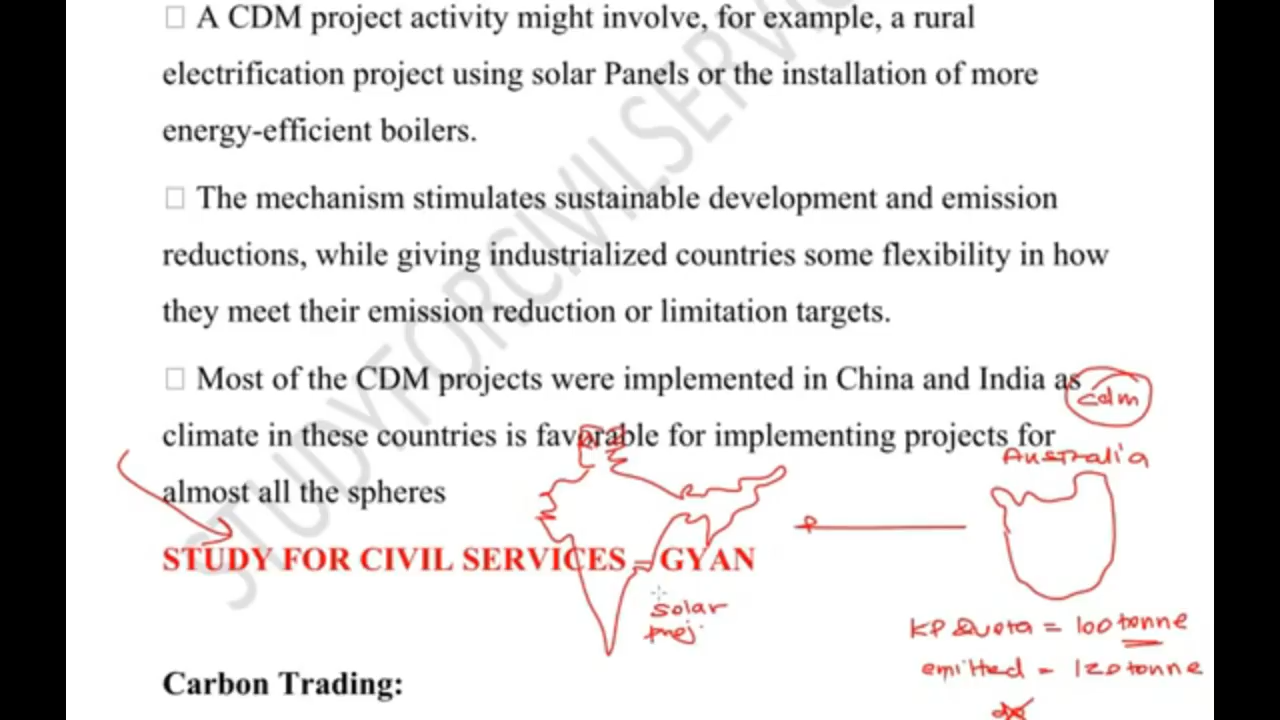 □ A CDM project activity might involve, for example, a rural
electrification project using solar Panels or the installation of more
energy-efficient boilers.
□ The mechanism stimulates sustainable development and emission
reductions, while giving industrialized countries some flexibility in how
they meet their emission reduction or limitation targets.
□ Most of the CDM projects were implemented in China and India as
cdm
climate in these countries is favorable for implementing projects for
Australia
almost all the spheres
STUDY FOR CIVIL SERVICES – GYAN
solar
proj.
KP Quota = 100 tonne
emitted = 120 tonne
Carbon Trading:
STUDYFORCIVILSERVIC